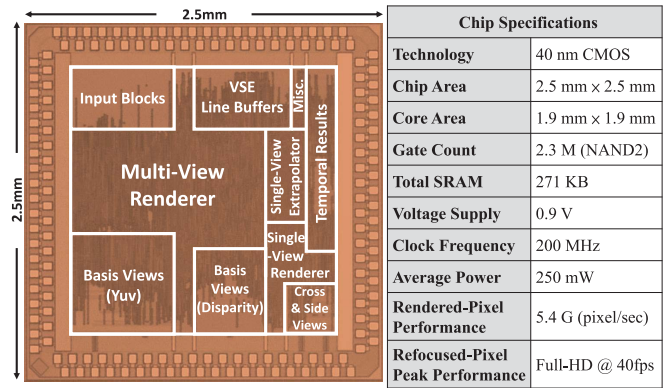 2.5mm
2.5mm
Input Blocks
VSE
Line Buffers
Misc.
Temporal Results
Multi-View
Renderer
Single-View
Extrapolator
Single
-View
Renderer
Basis Views
(Yuv)
Basis
Views
(Disparity)
Cross
& Side
Views
Chip Specifications
Technology 40 nm CMOS
Chip Area 2.5 mm × 2.5 mm
Core Area 1.9 mm × 1.9 mm
Gate Count 2.3 M (NAND2)
Total SRAM 271 KB
Voltage Supply 0.9 V
Clock Frequency 200 MHz
Average Power 250 mW
Rendered-Pixel
Performance 5.4 G (pixel/sec)
Refocused-Pixel
Peak Performance Full-HD @ 40fps